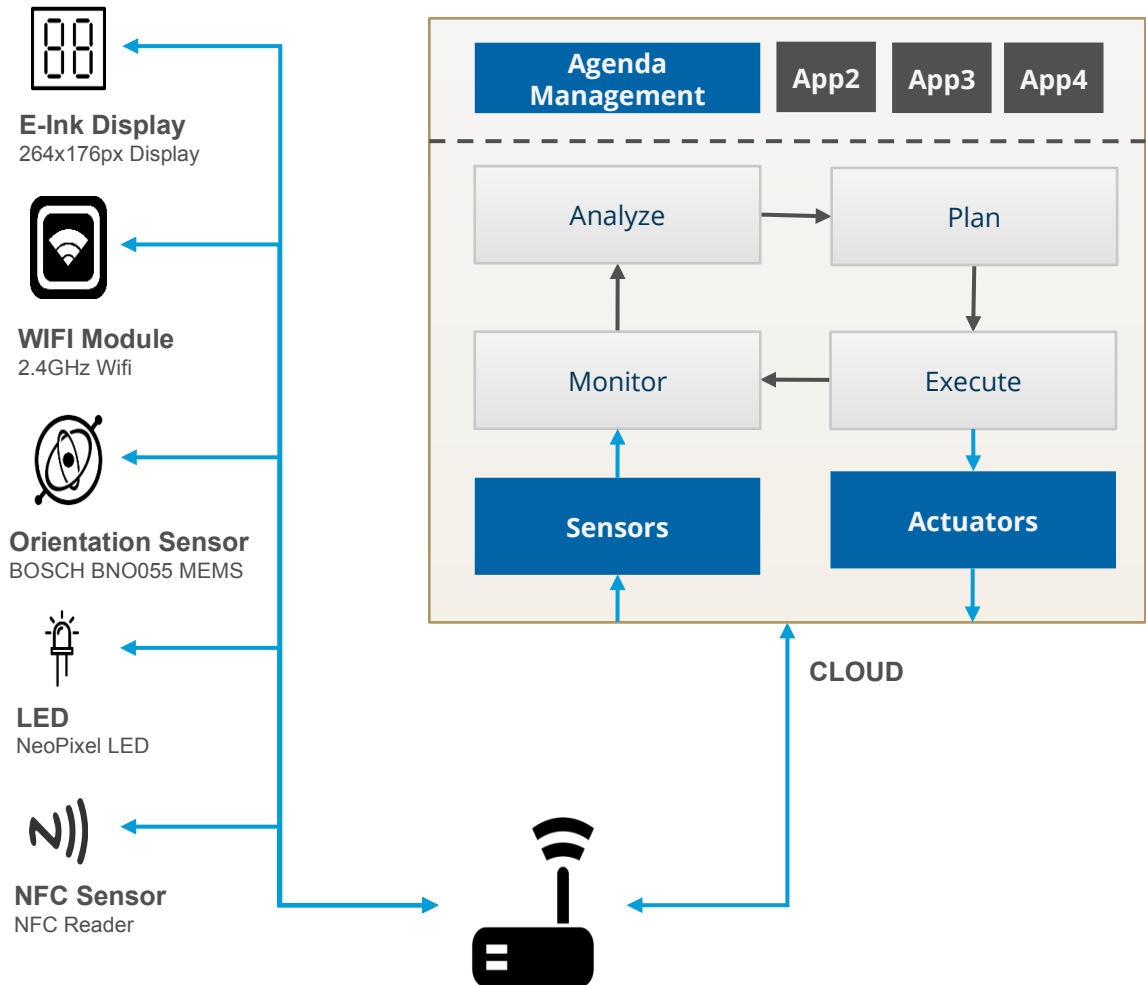 E-Ink Display
264x176px Display
WIFI Module
2.4GHz Wifi
Orientation Sensor
BOSCH BNO055 MEMS
LED
NeoPixel LED
NFC Sensor
NFC Reader
Agenda
Management
App2
App3
App4
Analyze
Plan
Monitor
Execute
Sensors
Actuators
CLOUD